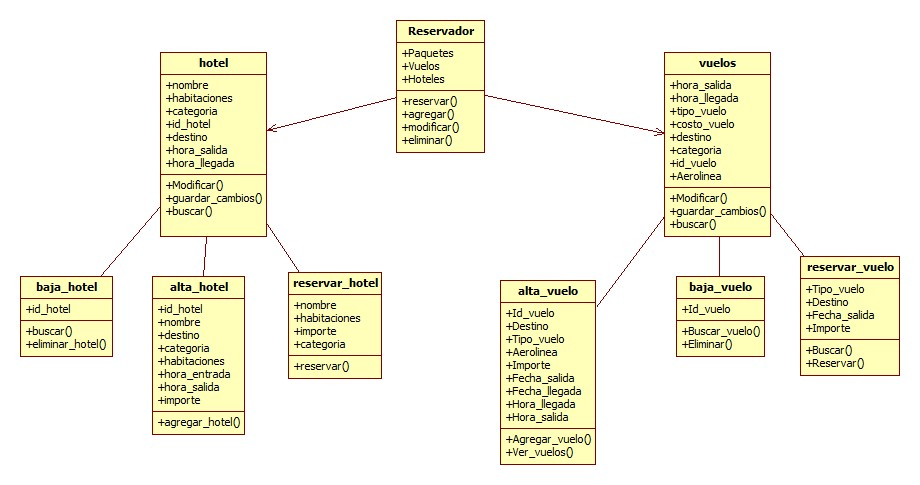 Reservador
+Paquetes
+Vuelos
+Hoteles
+reservar()
+agregar()
+modificar()
+eliminar()
hotel
+nombre
+habitaciones
+categoria
+id_hotel
+destino
+hora_salida
+hora_llegada
+Modificar()
+guardar_cambios()
+buscar()
vuelos
+hora_salida
+hora_llegada
+tipo_vuelo
+costo_vuelo
+destino
+categoria
+id_vuelo
+Aerolinea
+Modificar()
+guardar_cambios()
+buscar()
baja_hotel
+id_hotel
+buscar()
+eliminar_hotel()
alta_hotel
+id_hotel
+nombre
+destino
+categoria
+habitaciones
+hora_entrada
+hora_salida
+importe
+agregar_hotel()
reservar_hotel
+nombre
+habitaciones
+importe
+categoria
+reservar()
alta_vuelo
+Id_vuelo
+Destino
+Tipo_vuelo
+Aerolinea
+Importe
+Fecha_salida
+Fecha_llegada
+Hora_llegada
+Hora_salida
+Agregar_vuelo()
+Ver_vuelos()
baja_vuelo
+Id_vuelo
+Buscar_vuelo()
+Eliminar()
reservar_vuelo
+Tipo_vuelo
+Destino
+Fecha_salida
+Importe
+Buscar()
+Reservar()